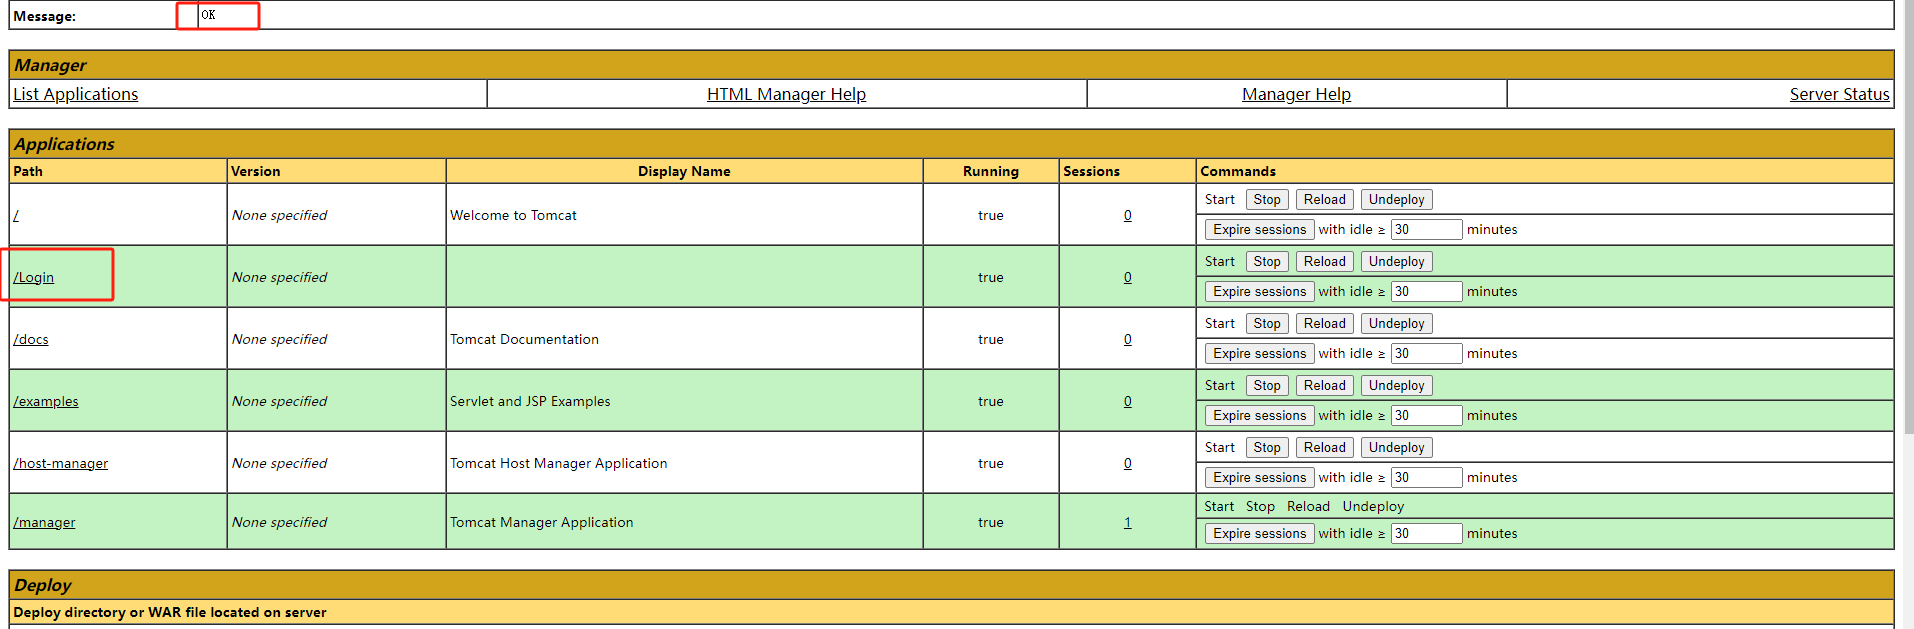 Message: OK
Manager
List Applications HTML Manager Help Manager Help Server Status
Applications
Path Version Display Name Running Sessions Commands
/ None specified Welcome to Tomcat true 0 Start Stop Reload Undeploy
Expire sessions with idle ≥ 30 minutes
/Login None specified true 0 Start Stop Reload Undeploy
Expire sessions with idle ≥ 30 minutes
/docs None specified Tomcat Documentation true 0 Start Stop Reload Undeploy
Expire sessions with idle ≥ 30 minutes
/examples None specified Servlet and JSP Examples true 0 Start Stop Reload Undeploy
Expire sessions with idle ≥ 30 minutes
/host-manager None specified Tomcat Host Manager Application true 0 Start Stop Reload Undeploy
Expire sessions with idle ≥ 30 minutes
/manager None specified Tomcat Manager Application true 1 Start Stop Reload Undeploy
Expire sessions with idle ≥ 30 minutes
Deploy
Deploy directory or WAR file located on server